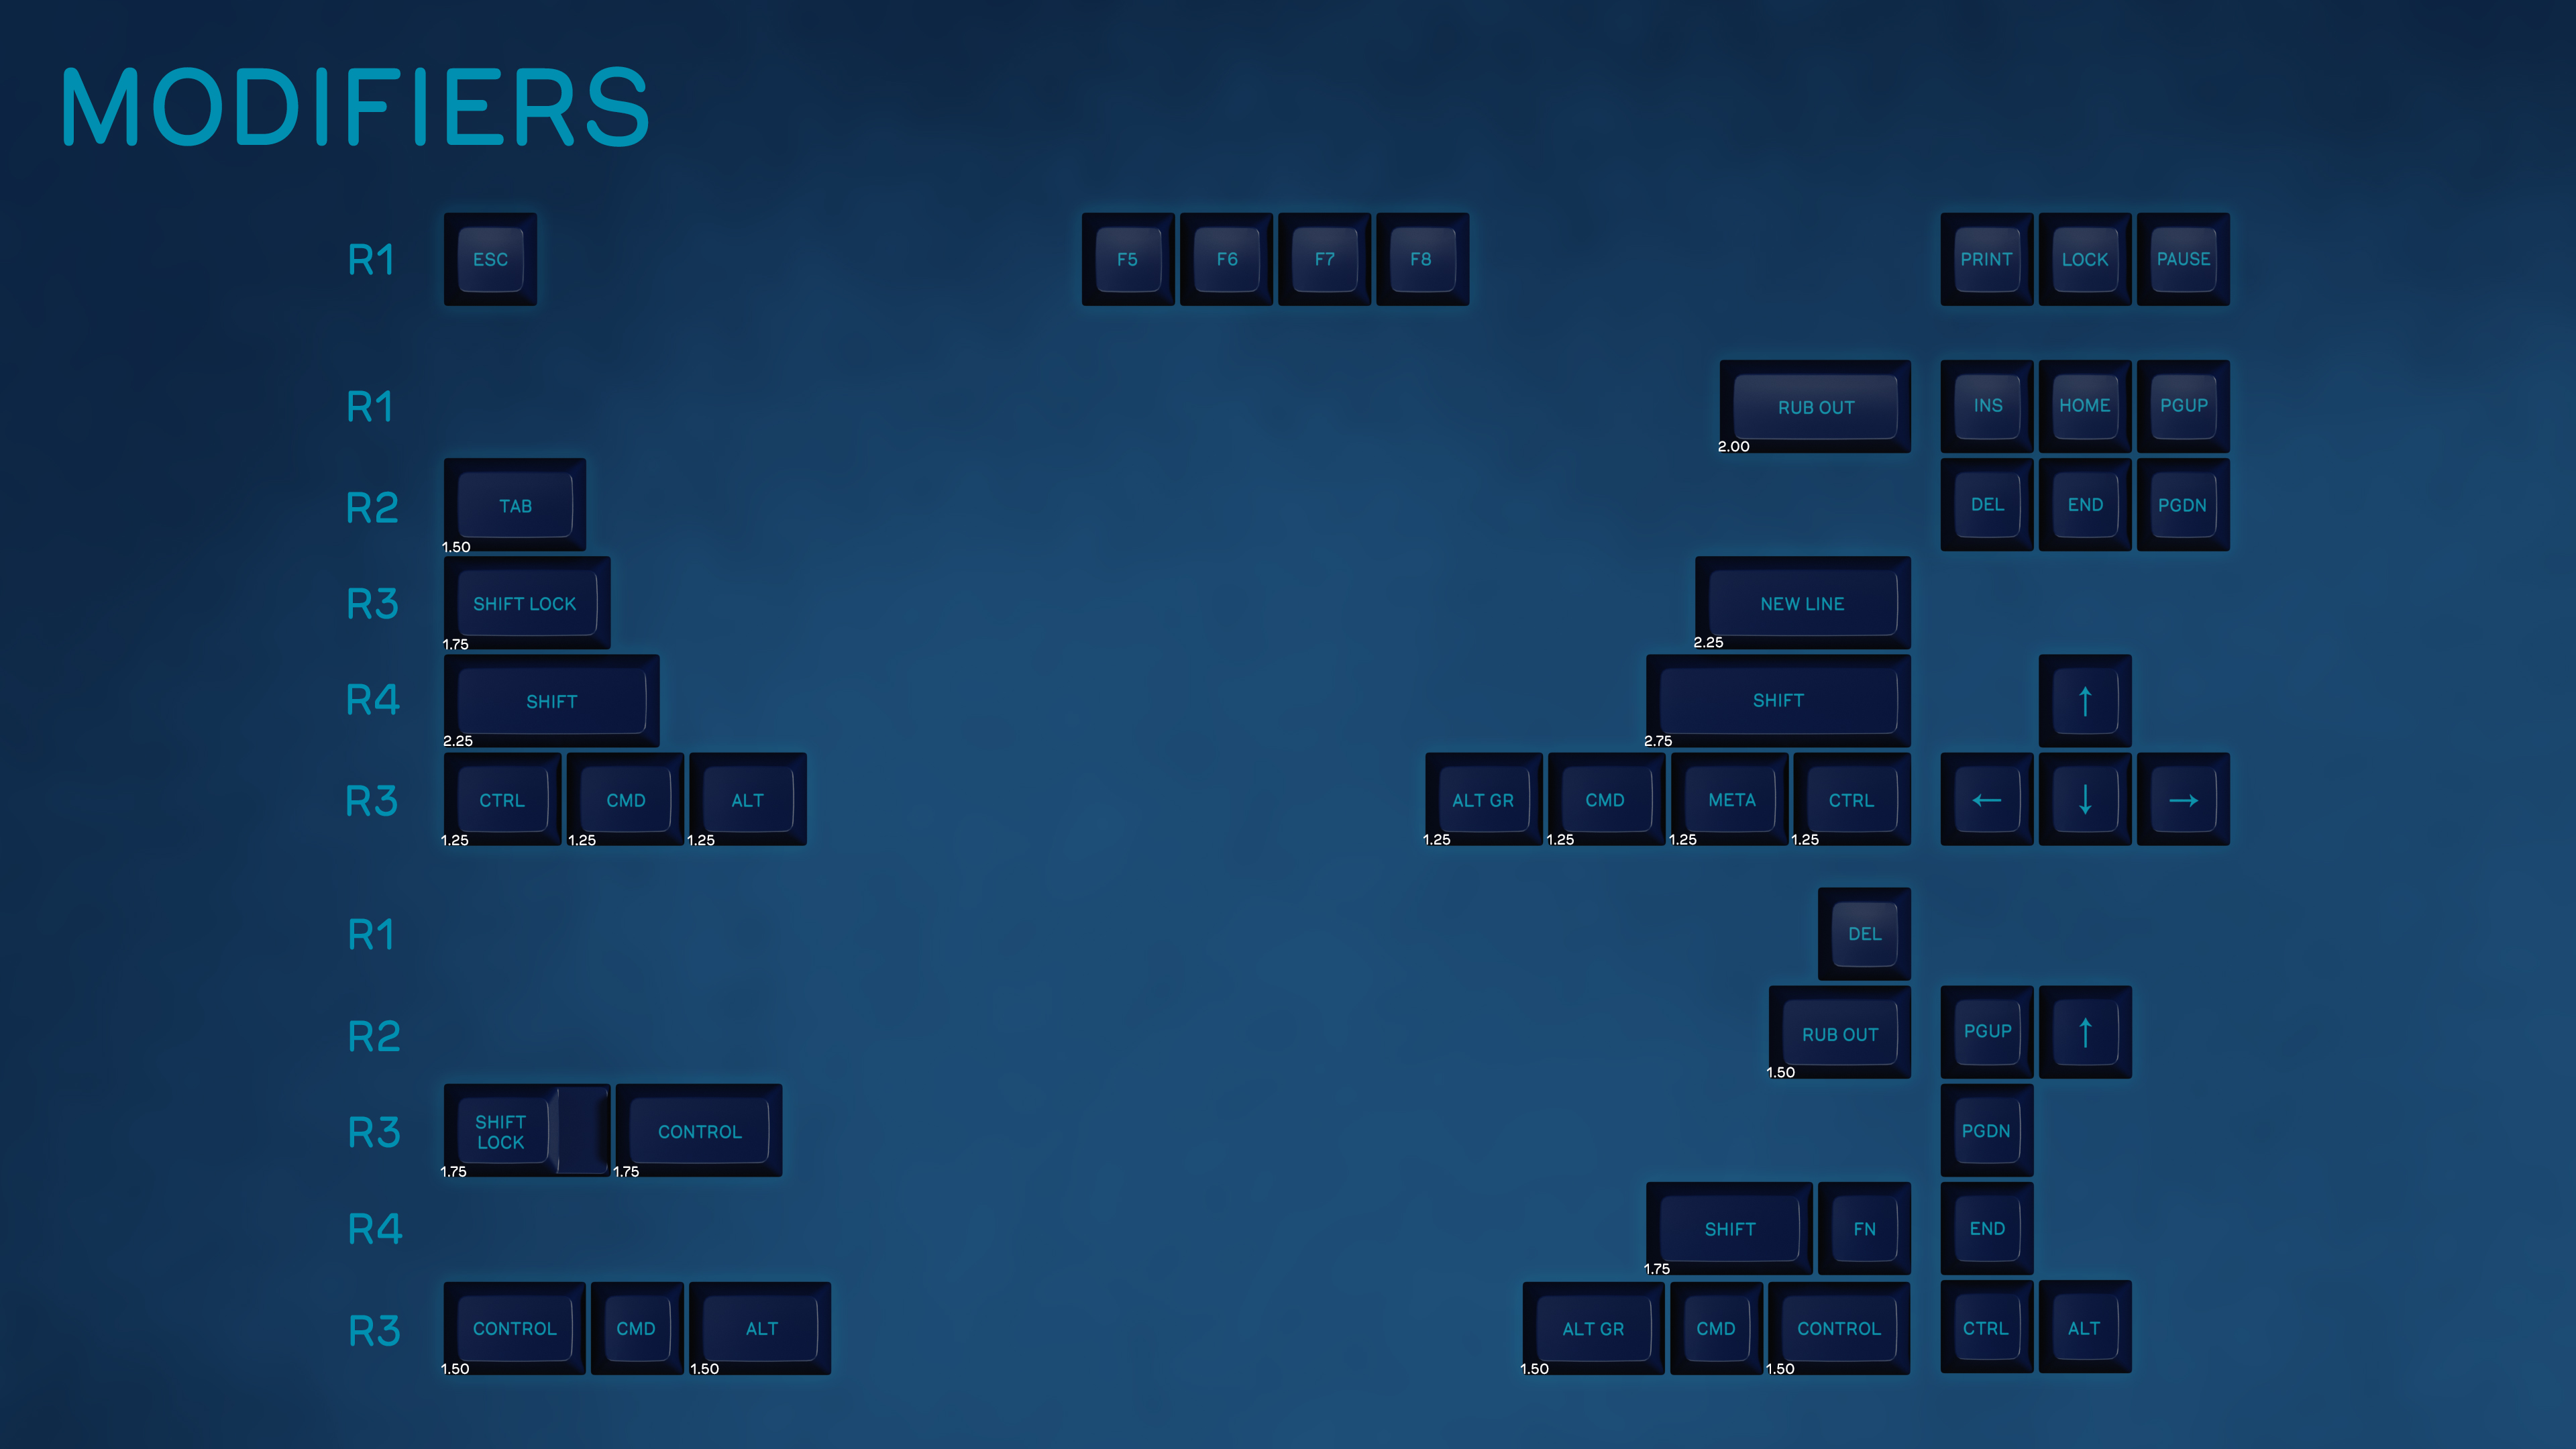 MODIFIERS
R1 ESC F5 F6 F7 F8 PRINT LOCK PAUSE
R1 RUB OUT INS HOME PGUP
2.00
R2 TAB DEL END PGDN
1.50
R3 SHIFT LOCK NEW LINE
1.75 2.25
R4 SHIFT SHIFT ↑
2.25 2.75
R3 CTRL CMD ALT ALT GR CMD META CTRL ← ↓ →
1.25 1.25 1.25 1.25 1.25 1.25 1.25
R1 DEL
R2 RUB OUT PGUP ↑
1.50
R3 SHIFT LOCK CONTROL PGDN
1.75 1.75
R4 SHIFT FN END
1.75
R3 CONTROL CMD ALT ALT GR CMD CONTROL CTRL ALT
1.50 1.50 1.50 1.50